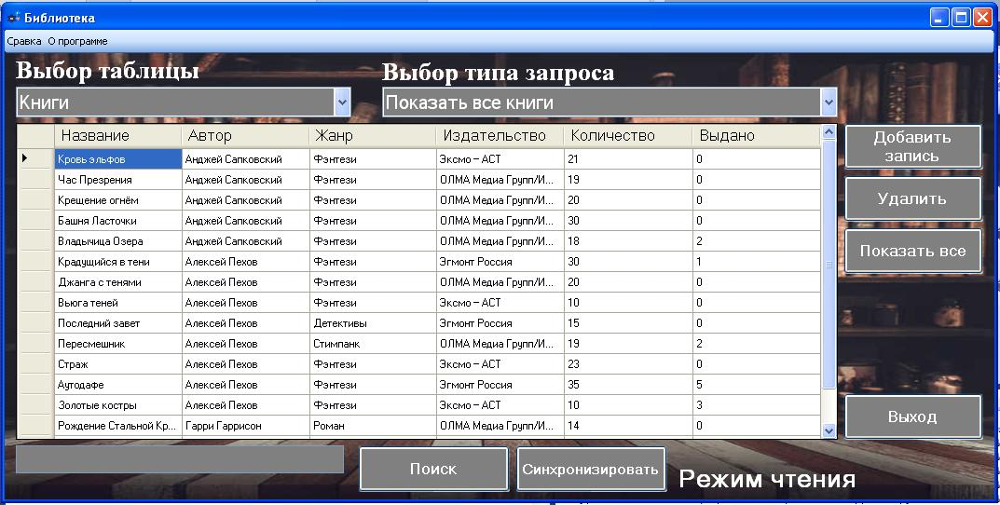 Библиотека
Сравка О программе
Выбор таблицы Выбор типа запроса
Книги Показать все книги
Название Автор Жанр Издательство Количество Выдано
Кровь эльфов Анджей Сапковский Фэнтези Эксмо – АСТ 21 0
Час Презрения Анджей Сапковский Фэнтези ОЛМА Медиа Групп/И... 19 0
Крещение огнём Анджей Сапковский Фэнтези ОЛМА Медиа Групп/И... 20 0
Башня Ласточки Анджей Сапковский Фэнтези ОЛМА Медиа Групп/И... 30 0
Владычица Озера Анджей Сапковский Фэнтези ОЛМА Медиа Групп/И... 18 2
Крадущийся в тени Алексей Пехов Фэнтези Эгмонт Россия 30 1
Джанга с тенями Алексей Пехов Фэнтези ОЛМА Медиа Групп/И... 20 0
Вьюга теней Алексей Пехов Фэнтези Эксмо – АСТ 10 0
Последний завет Алексей Пехов Детективы Эгмонт Россия 15 0
Пересмешник Алексей Пехов Стимпанк ОЛМА Медиа Групп/И... 19 2
Страж Алексей Пехов Фэнтези Эксмо – АСТ 23 0
Аутодафе Алексей Пехов Фэнтези Эгмонт Россия 35 5
Золотые костры Алексей Пехов Фэнтези Эксмо – АСТ 10 3
Рождение Стальной Кр... Гарри Гаррисон Роман ОЛМА Медиа Групп/И... 14 0
Добавить
запись
Удалить
Показать все
Выход
Поиск Синхронизировать Режим чтения